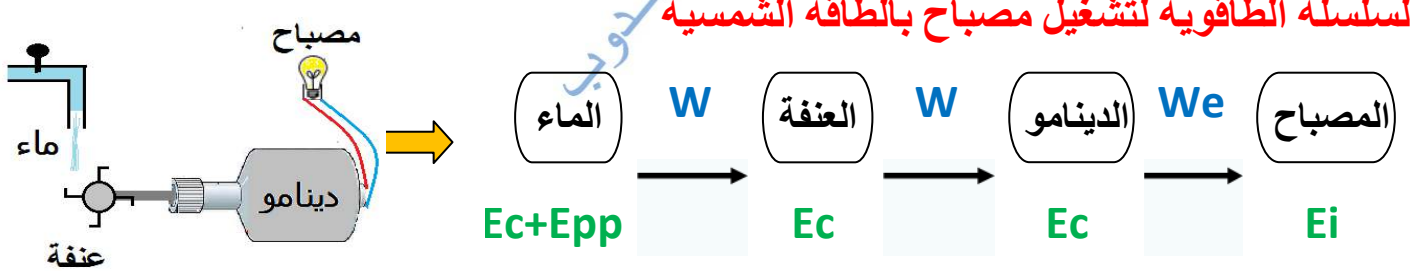 لسلسلة الطاقوية لتشغيل مصباح بالطاقة الشمسية
مصباح
ماء
دينامو
عنفة
الماء
W
العنفة
W
الدينامو
We
المصباح
Ec+Epp
Ec
Ec
Ei